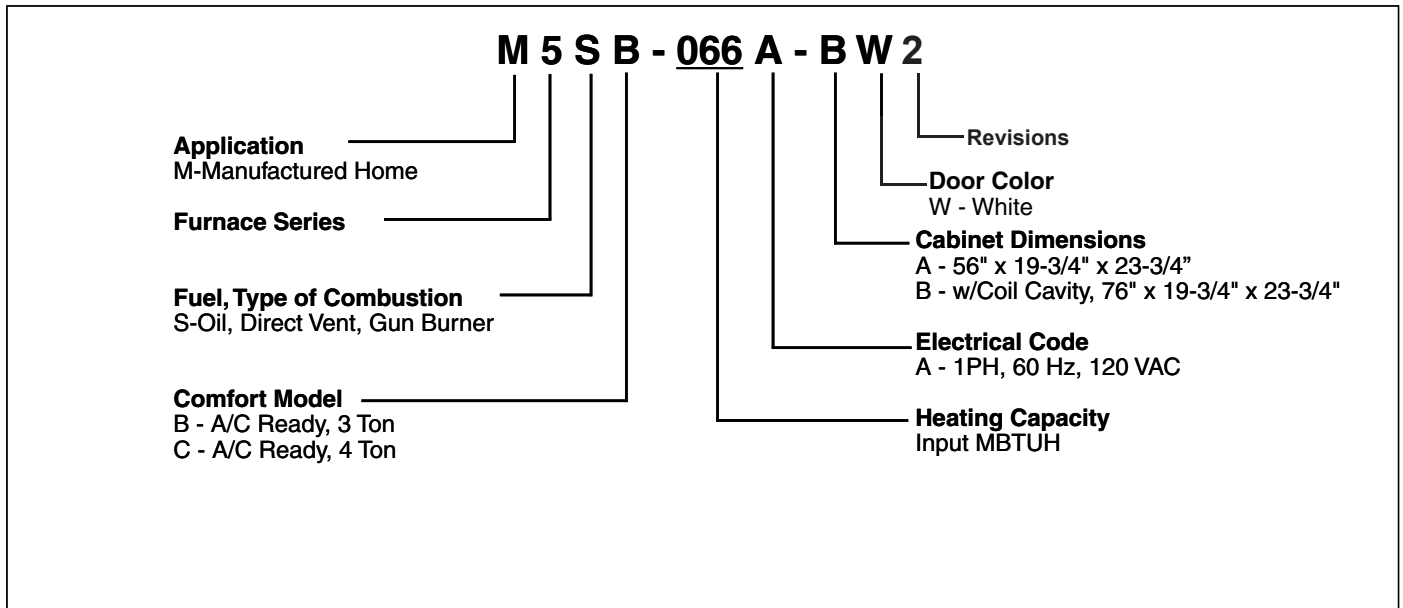 M 5 S B - 066 A - B W 2
Application
M-Manufactured Home
Furnace Series
Fuel, Type of Combustion
S-Oil, Direct Vent, Gun Burner
Comfort Model
B - A/C Ready, 3 Ton
C - A/C Ready, 4 Ton
Revisions
Door Color
W - White
Cabinet Dimensions
A - 56" x 19-3/4" x 23-3/4”
B - w/Coil Cavity, 76" x 19-3/4" x 23-3/4"
Electrical Code
A - 1PH, 60 Hz, 120 VAC
Heating Capacity
Input MBTUH